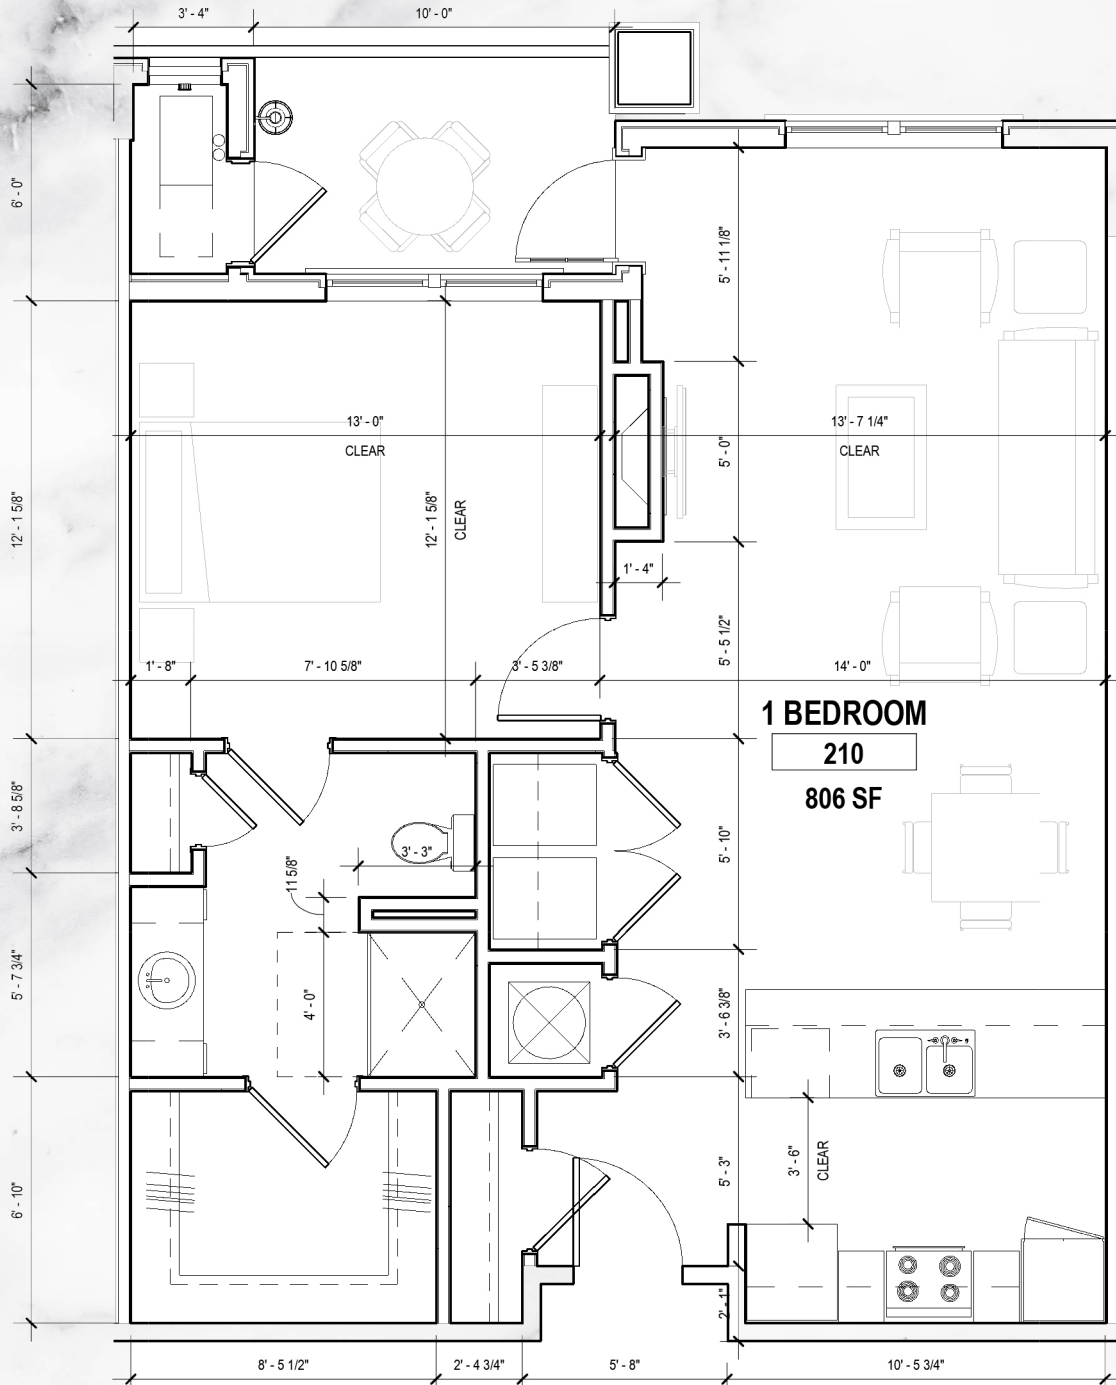 3' - 4"
10' - 0"
6' - 0"
5' - 11 1/8"
13' - 0"
CLEAR
13' - 7 1/4"
CLEAR
5' - 0"
12' - 1 5/8"
12' - 1 5/8"
CLEAR
1' - 4"
5' - 5 1/2"
1' - 8"
7' - 10 5/8"
3' - 5 3/8"
14' - 0"
1 BEDROOM
210
806 SF
3' - 8 5/8"
3' - 3"
5' - 10"
11 5/8"
5' - 7 3/4"
4' - 0"
3' - 6 3/8"
3' - 6"
CLEAR
5' - 3"
6' - 10"
2' - 1"
8' - 5 1/2"
2' - 4 3/4"
5' - 8"
10' - 5 3/4"